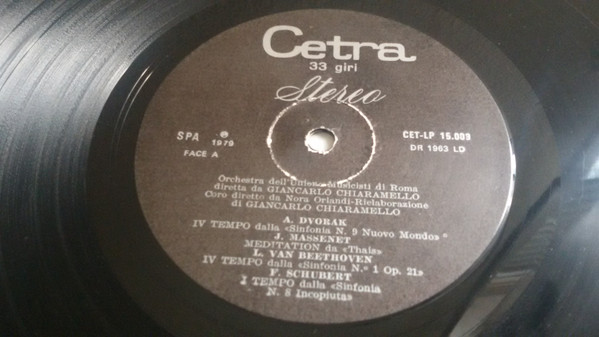 Cetra
33 giri
Stereo
SPA ℗ 1979
FACE A
CET-LP 15.009
DR 1963 LD
Orchestra dell'Unione Musicisti di Roma
diretta da GIANCARLO CHIARAMELLO
Coro diretto da Nora Orlandi-Rielaborazione
di GIANCARLO CHIARAMELLO
A. DVORAK
IV TEMPO dalla «Sinfonia N. 9 Nuovo Mondo»
J. MASSENET
MEDITATION da «Thais»
L. VAN BEETHOVEN
IV TEMPO dalla «Sinfonia N. 1 Op. 21»
F. SCHUBERT
I TEMPO dalla «Sinfonia
N. 8 Incopiuta»